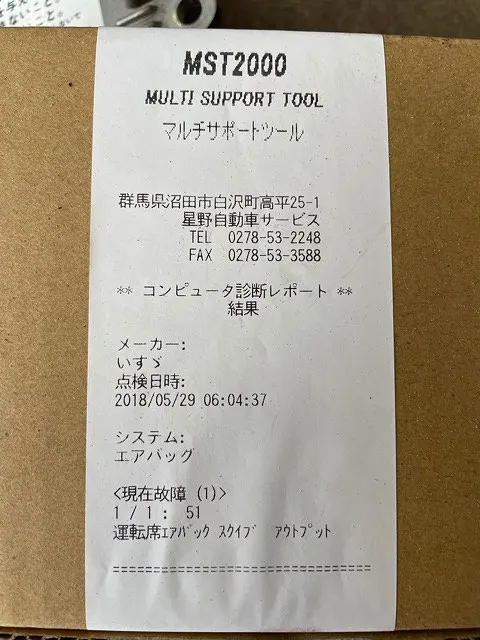 MST2000
MULTI SUPPORT TOOL
マルチサポートツール
群馬県沼田市白沢町高平25-1
星野自動車サービス
TEL 0278-53-2248
FAX 0278-53-3588
** コンピュータ診断レポート **
結果
メーカー:
いすゞ
点検日時:
2018/05/29 06:04:37
システム:
エアバッグ
<現在故障 (1)>
1 / 1 : 51
運転席ｴｱﾊﾞｯｸ ｽｸｲﾌﾞ ｱｳﾄﾌﾟｯﾄ
================================